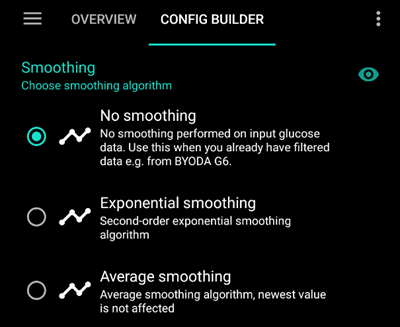 OVERVIEW CONFIG BUILDER
Smoothing
Choose smoothing algorithm
No smoothing
No smoothing performed on input glucose
data. Use this when you already have filtered
data e.g. from BYODA G6.
Exponential smoothing
Second-order exponential smoothing
algorithm
Average smoothing
Average smoothing algorithm, newest value
is not affected